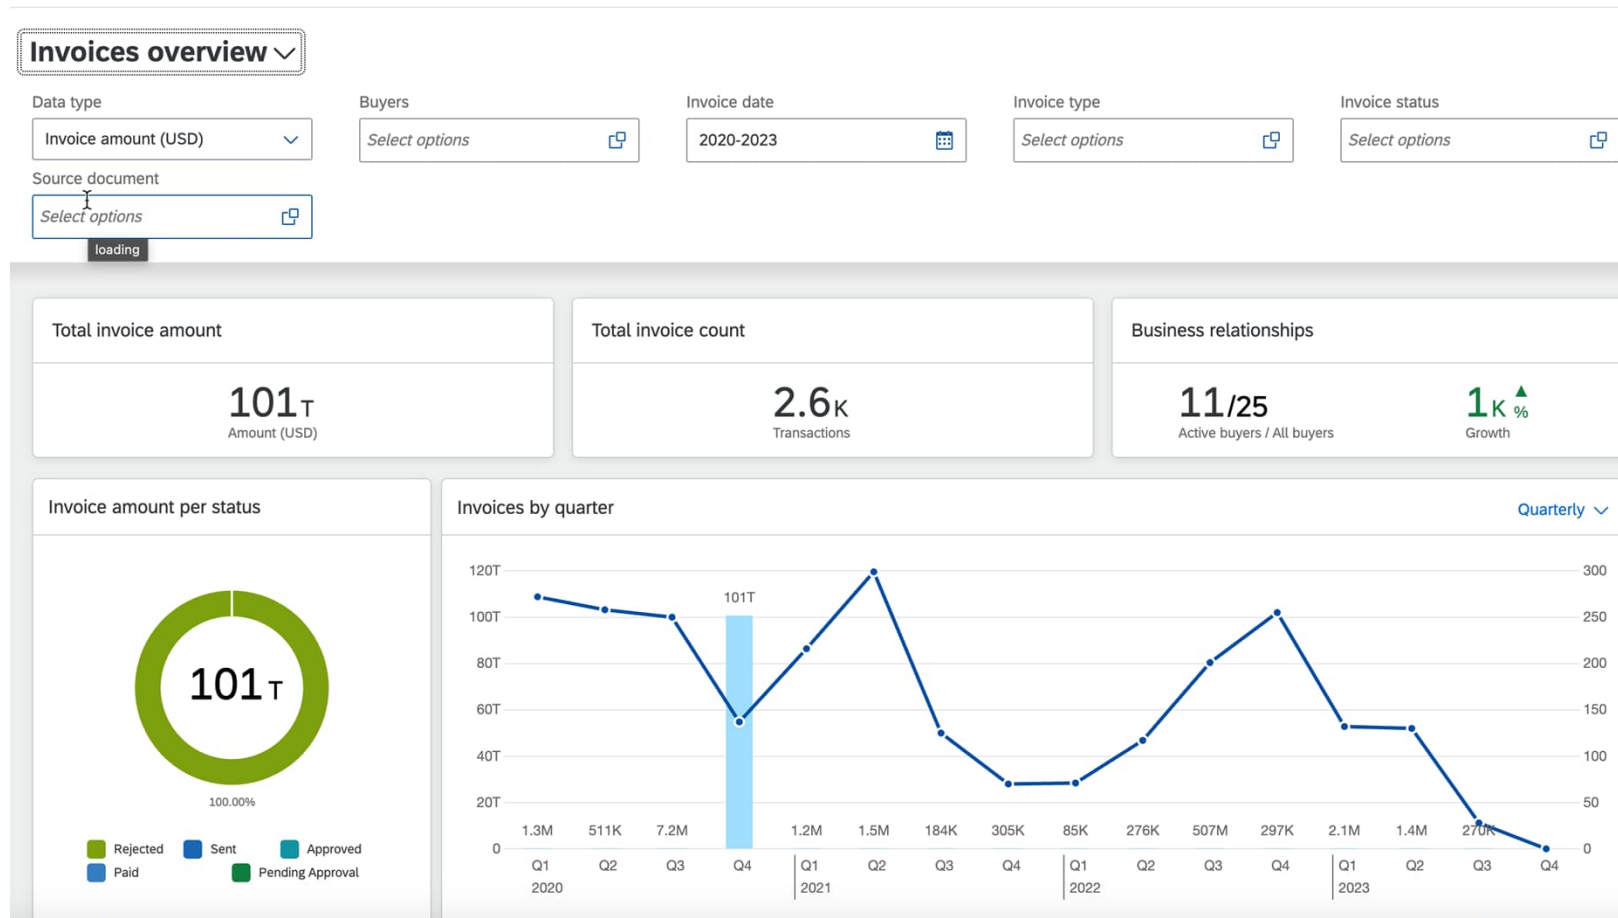 Invoices overview
Data type
Buyers
Invoice date
Invoice type
Invoice status
Invoice amount (USD)
Select options
2020-2023
Select options
Select options
Source document
Select options
loading
Total invoice amount
101 T
Amount (USD)
Total invoice count
2.6 K
Transactions
Business relationships
11 /25
Active buyers / All buyers
1 K %
Growth
Invoice amount per status
101 T
100.00%
Rejected
Sent
Approved
Paid
Pending Approval
Invoices by quarter
Quarterly
120T
100T
80T
60T
40T
20T
0
300
250
200
150
100
50
0
101T
1.3M 511K 7.2M 1.2M 1.5M 184K 305K 85K 276K 507M 297K 2.1M 1.4M 270K
Q1 Q2 Q3 Q4 Q1 Q2 Q3 Q4 Q1 Q2 Q3 Q4 Q1 Q2 Q3 Q4
2020 2021 2022 2023